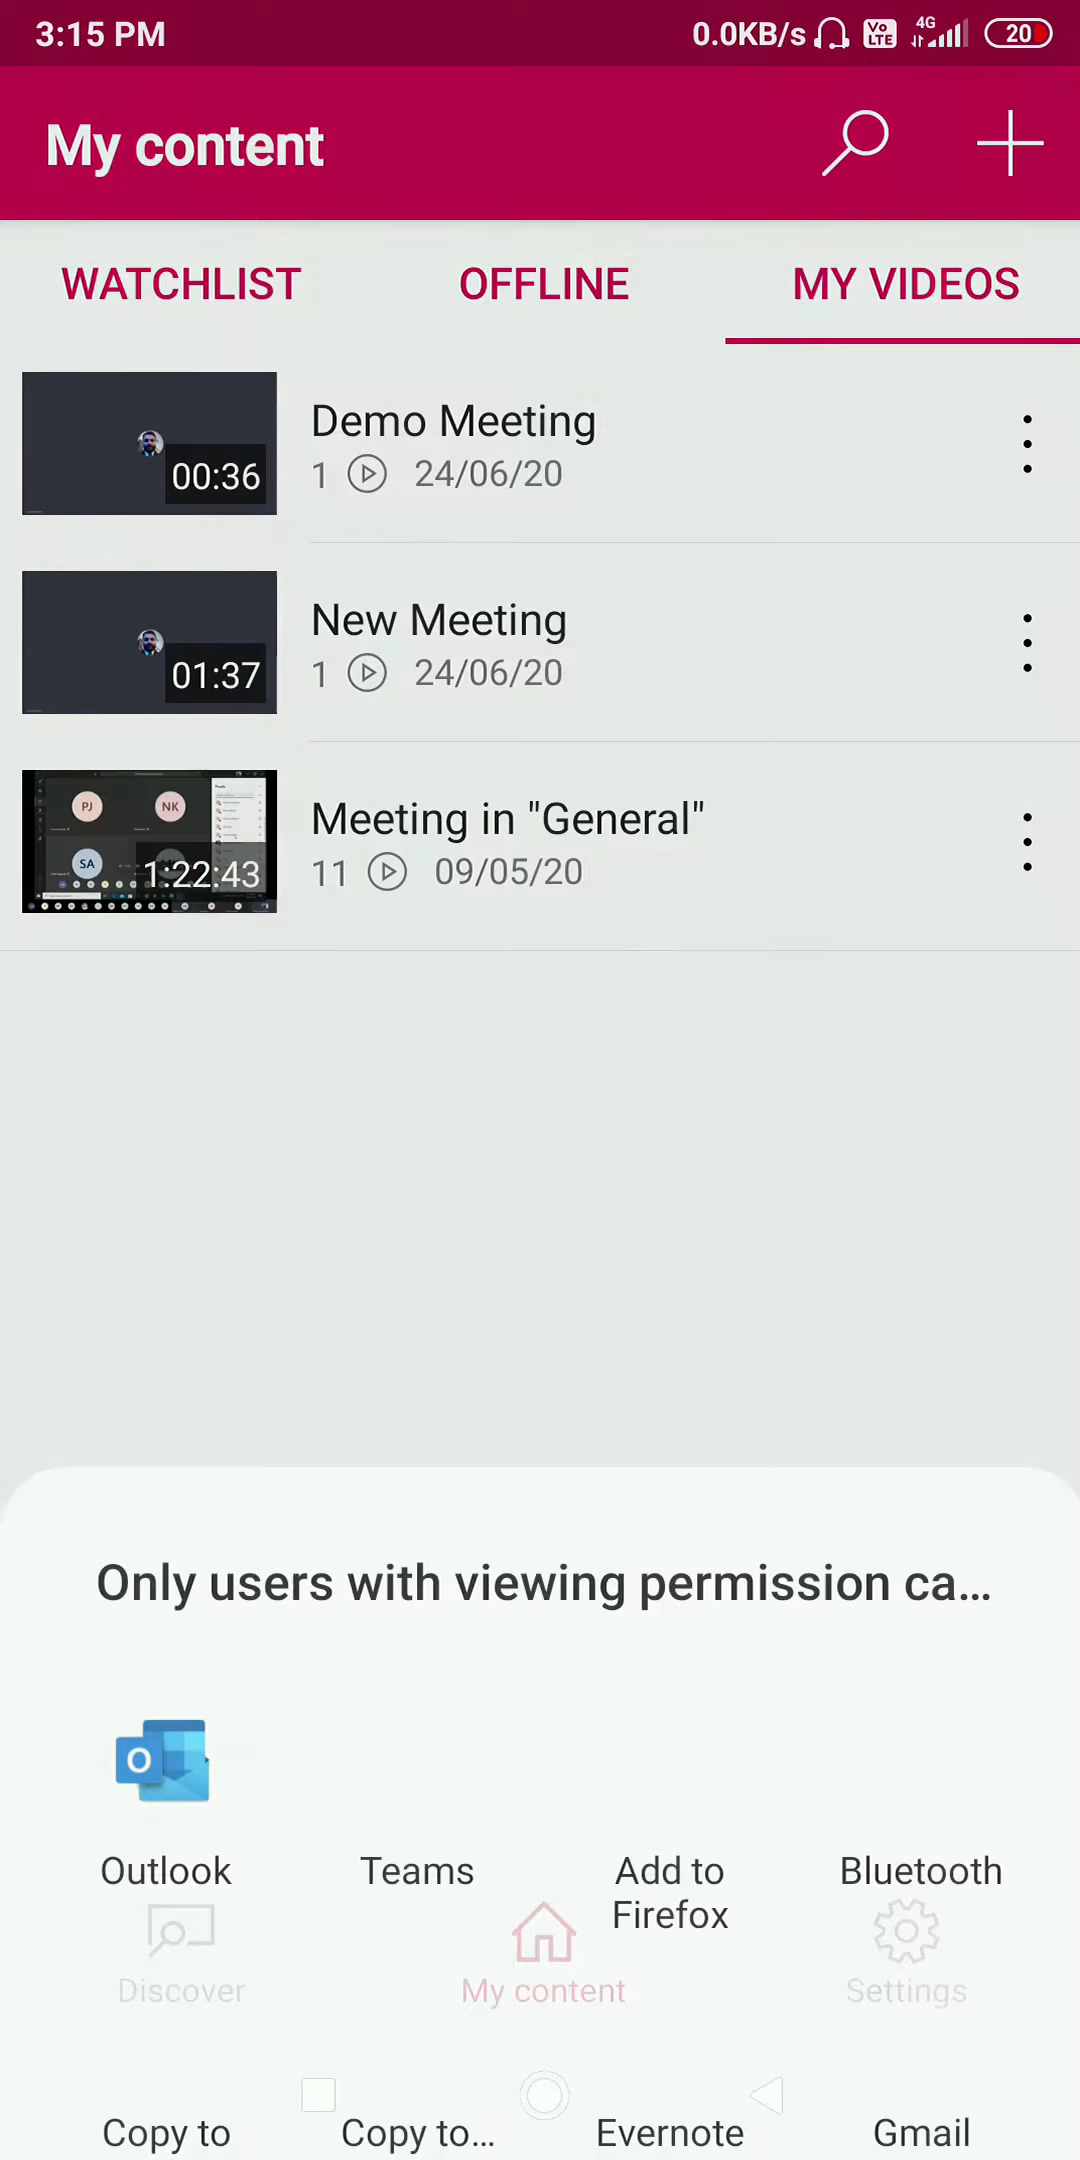 3:15 PM
0.0KB/s
Vo
LTE
4G
20
My content
WATCHLIST
OFFLINE
MY VIDEOS
00:36
Demo Meeting
1 24/06/20
01:37
New Meeting
1 24/06/20
PJ
NK
SA
1:22:43
Meeting in "General"
11 09/05/20
Only users with viewing permission ca...
Outlook
Teams
Add to
Firefox
Bluetooth
Discover
My content
Settings
Copy to
Copy to...
Evernote
Gmail